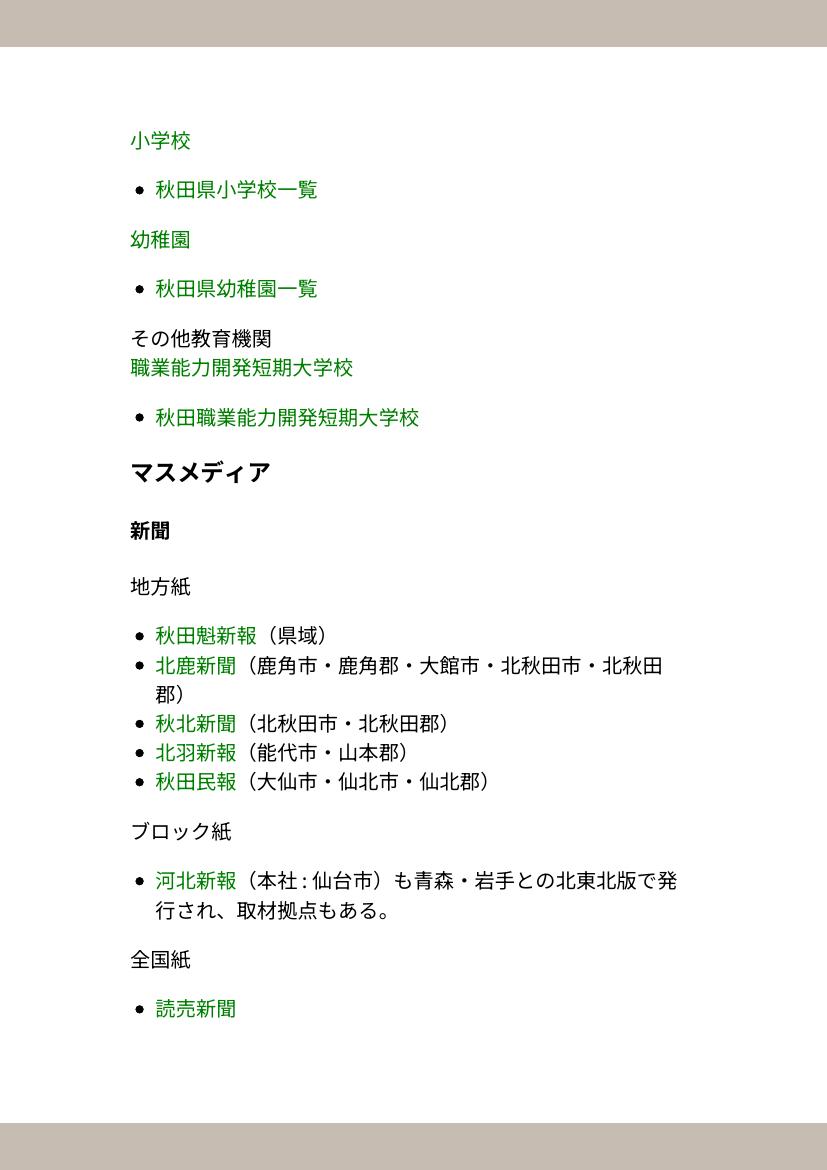 小学校
• 秋田県小学校一覧
幼稚園
• 秋田県幼稚園一覧
その他教育機関
職業能力開発短期大学校
• 秋田職業能力開発短期大学校
マスメディア
新聞
地方紙
• 秋田魁新報（県域）
• 北鹿新聞（鹿角市・鹿角郡・大館市・北秋田市・北秋田
郡）
• 秋北新聞（北秋田市・北秋田郡）
• 北羽新報（能代市・山本郡）
• 秋田民報（大仙市・仙北市・仙北郡）
ブロック紙
• 河北新報（本社 : 仙台市）も青森・岩手との北東北版で発
行され、取材拠点もある。
全国紙
• 読売新聞